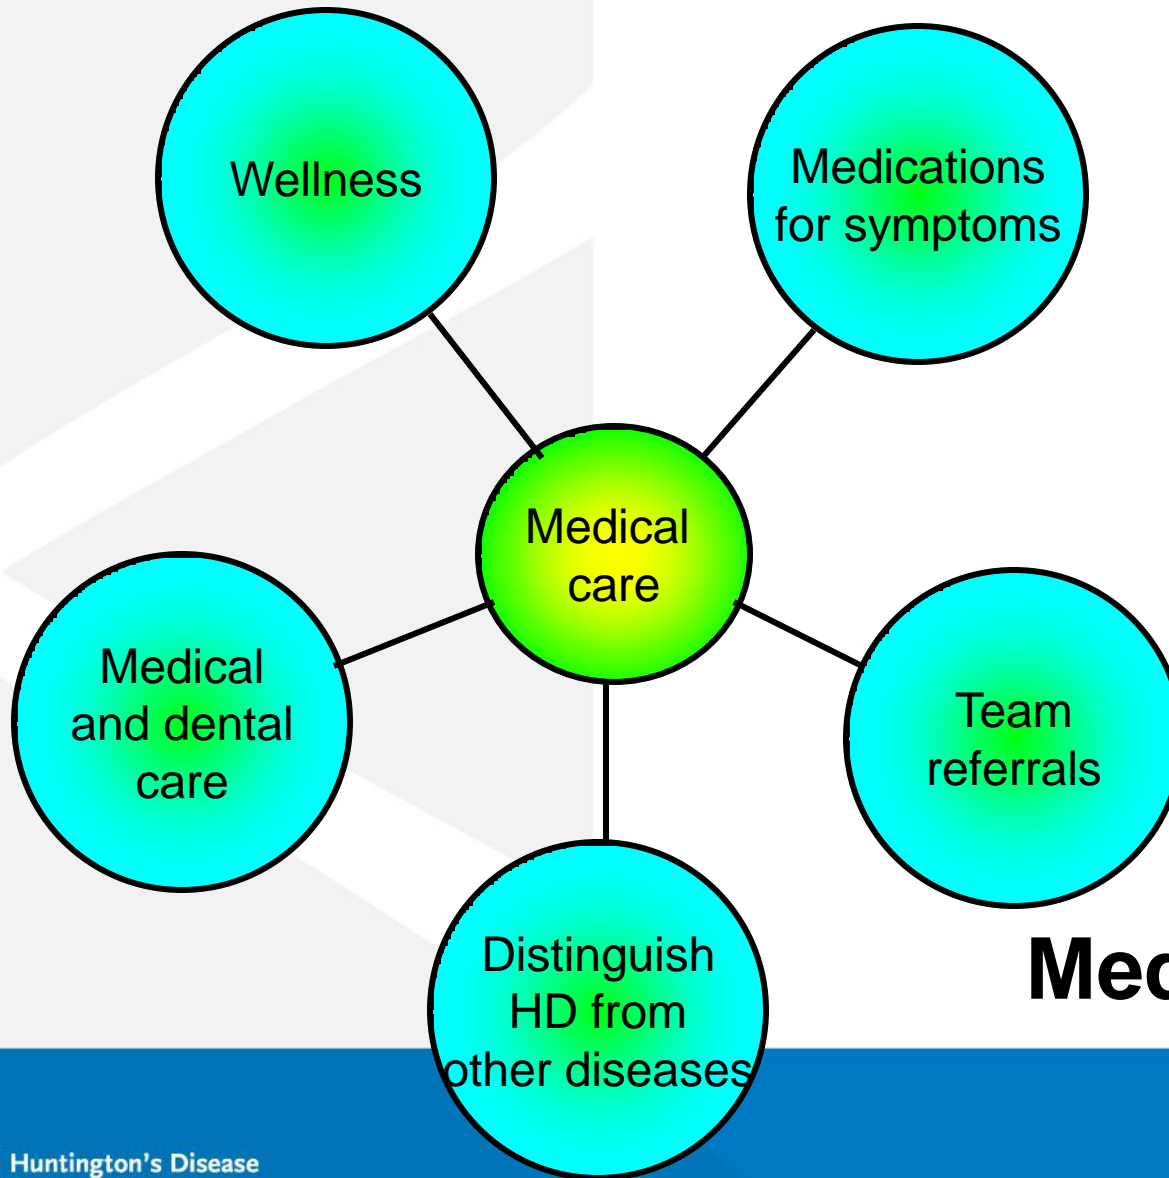 Wellness
Medications
for symptoms
Medical
care
Medical
and dental
care
Team
referrals
Distinguish
HD from
other diseases
Med
Huntington's Disease